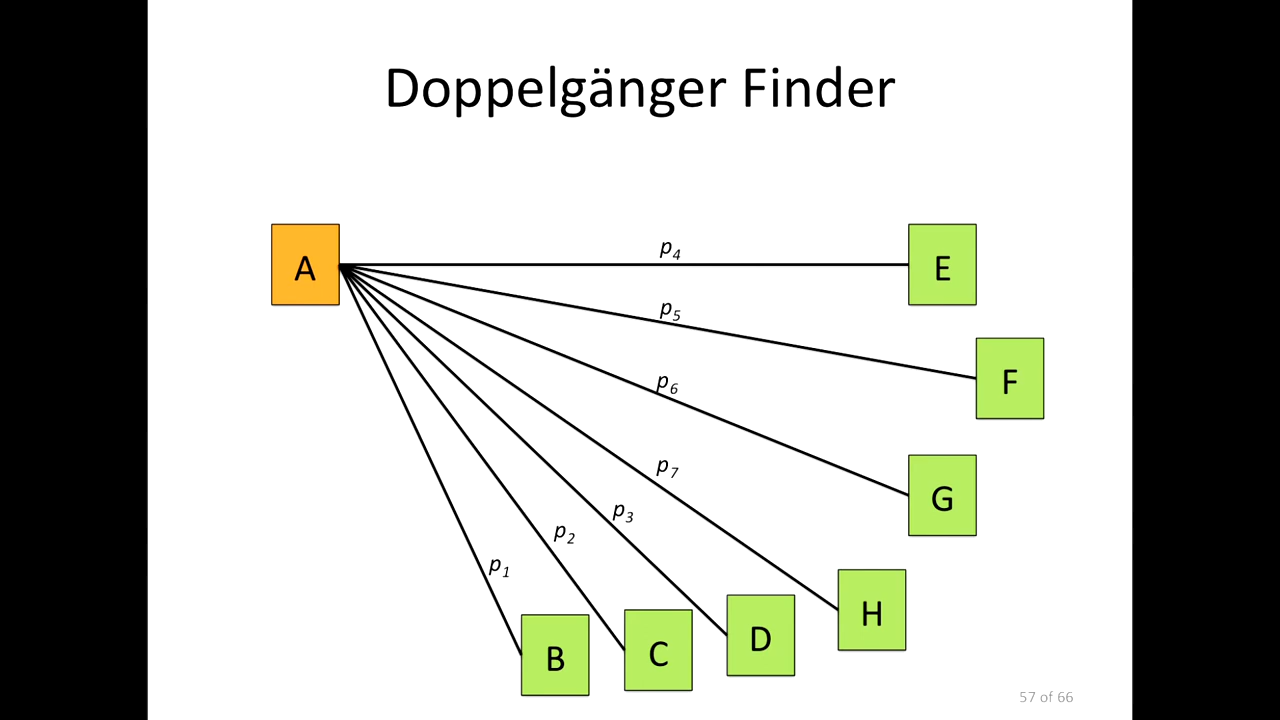 Doppelgänger Finder
A
p4
E
p5
F
p6
G
p7
p3
p2
p1
H
D
C
B
57 of 66